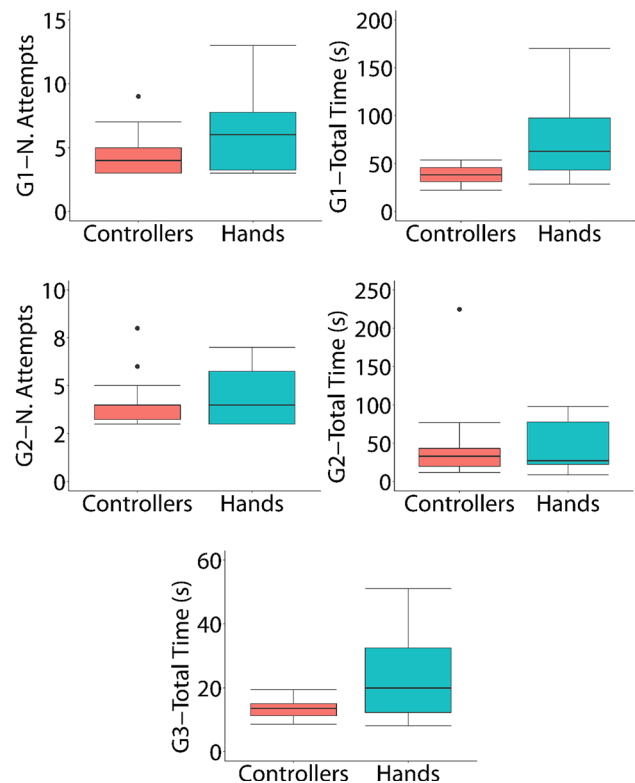 G1–N. Attempts
15
10
5
0
Controllers Hands
G1–Total Time (s)
200
150
100
50
0
Controllers Hands
G2–N. Attempts
10
8
5
2
0
Controllers Hands
G2–Total Time (s)
250
200
150
100
50
0
Controllers Hands
G3–Total Time (s)
60
40
20
0
Controllers Hands